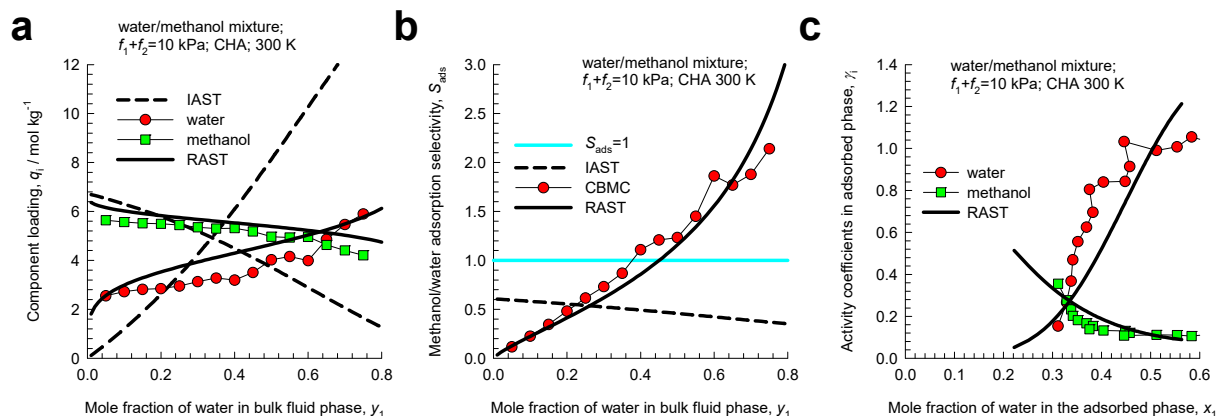 a
water/methanol mixture;
f1+f2=10 kPa; CHA; 300 K
Component loading, qi / mol kg-1
12
10
8
6
4
2
0
IAST
water
methanol
RAST
0.0 0.2 0.4 0.6 0.8
Mole fraction of water in bulk fluid phase, y1
b
water/methanol mixture;
f1+f2=10 kPa; CHA 300 K
Methanol/water adsorption selectivity, Sads
3.0
2.5
2.0
1.5
1.0
0.5
0.0
Sads=1
IAST
CBMC
RAST
0.0 0.2 0.4 0.6 0.8
Mole fraction of water in bulk fluid phase, y1
c
water/methanol mixture;
f1+f2=10 kPa; CHA 300 K
Activity coefficients in adsorbed phase, γi
1.4
1.2
1.0
0.8
0.6
0.4
0.2
0.0
water
methanol
RAST
0.0 0.1 0.2 0.3 0.4 0.5 0.6
Mole fraction of water in the adsorbed phase, x1